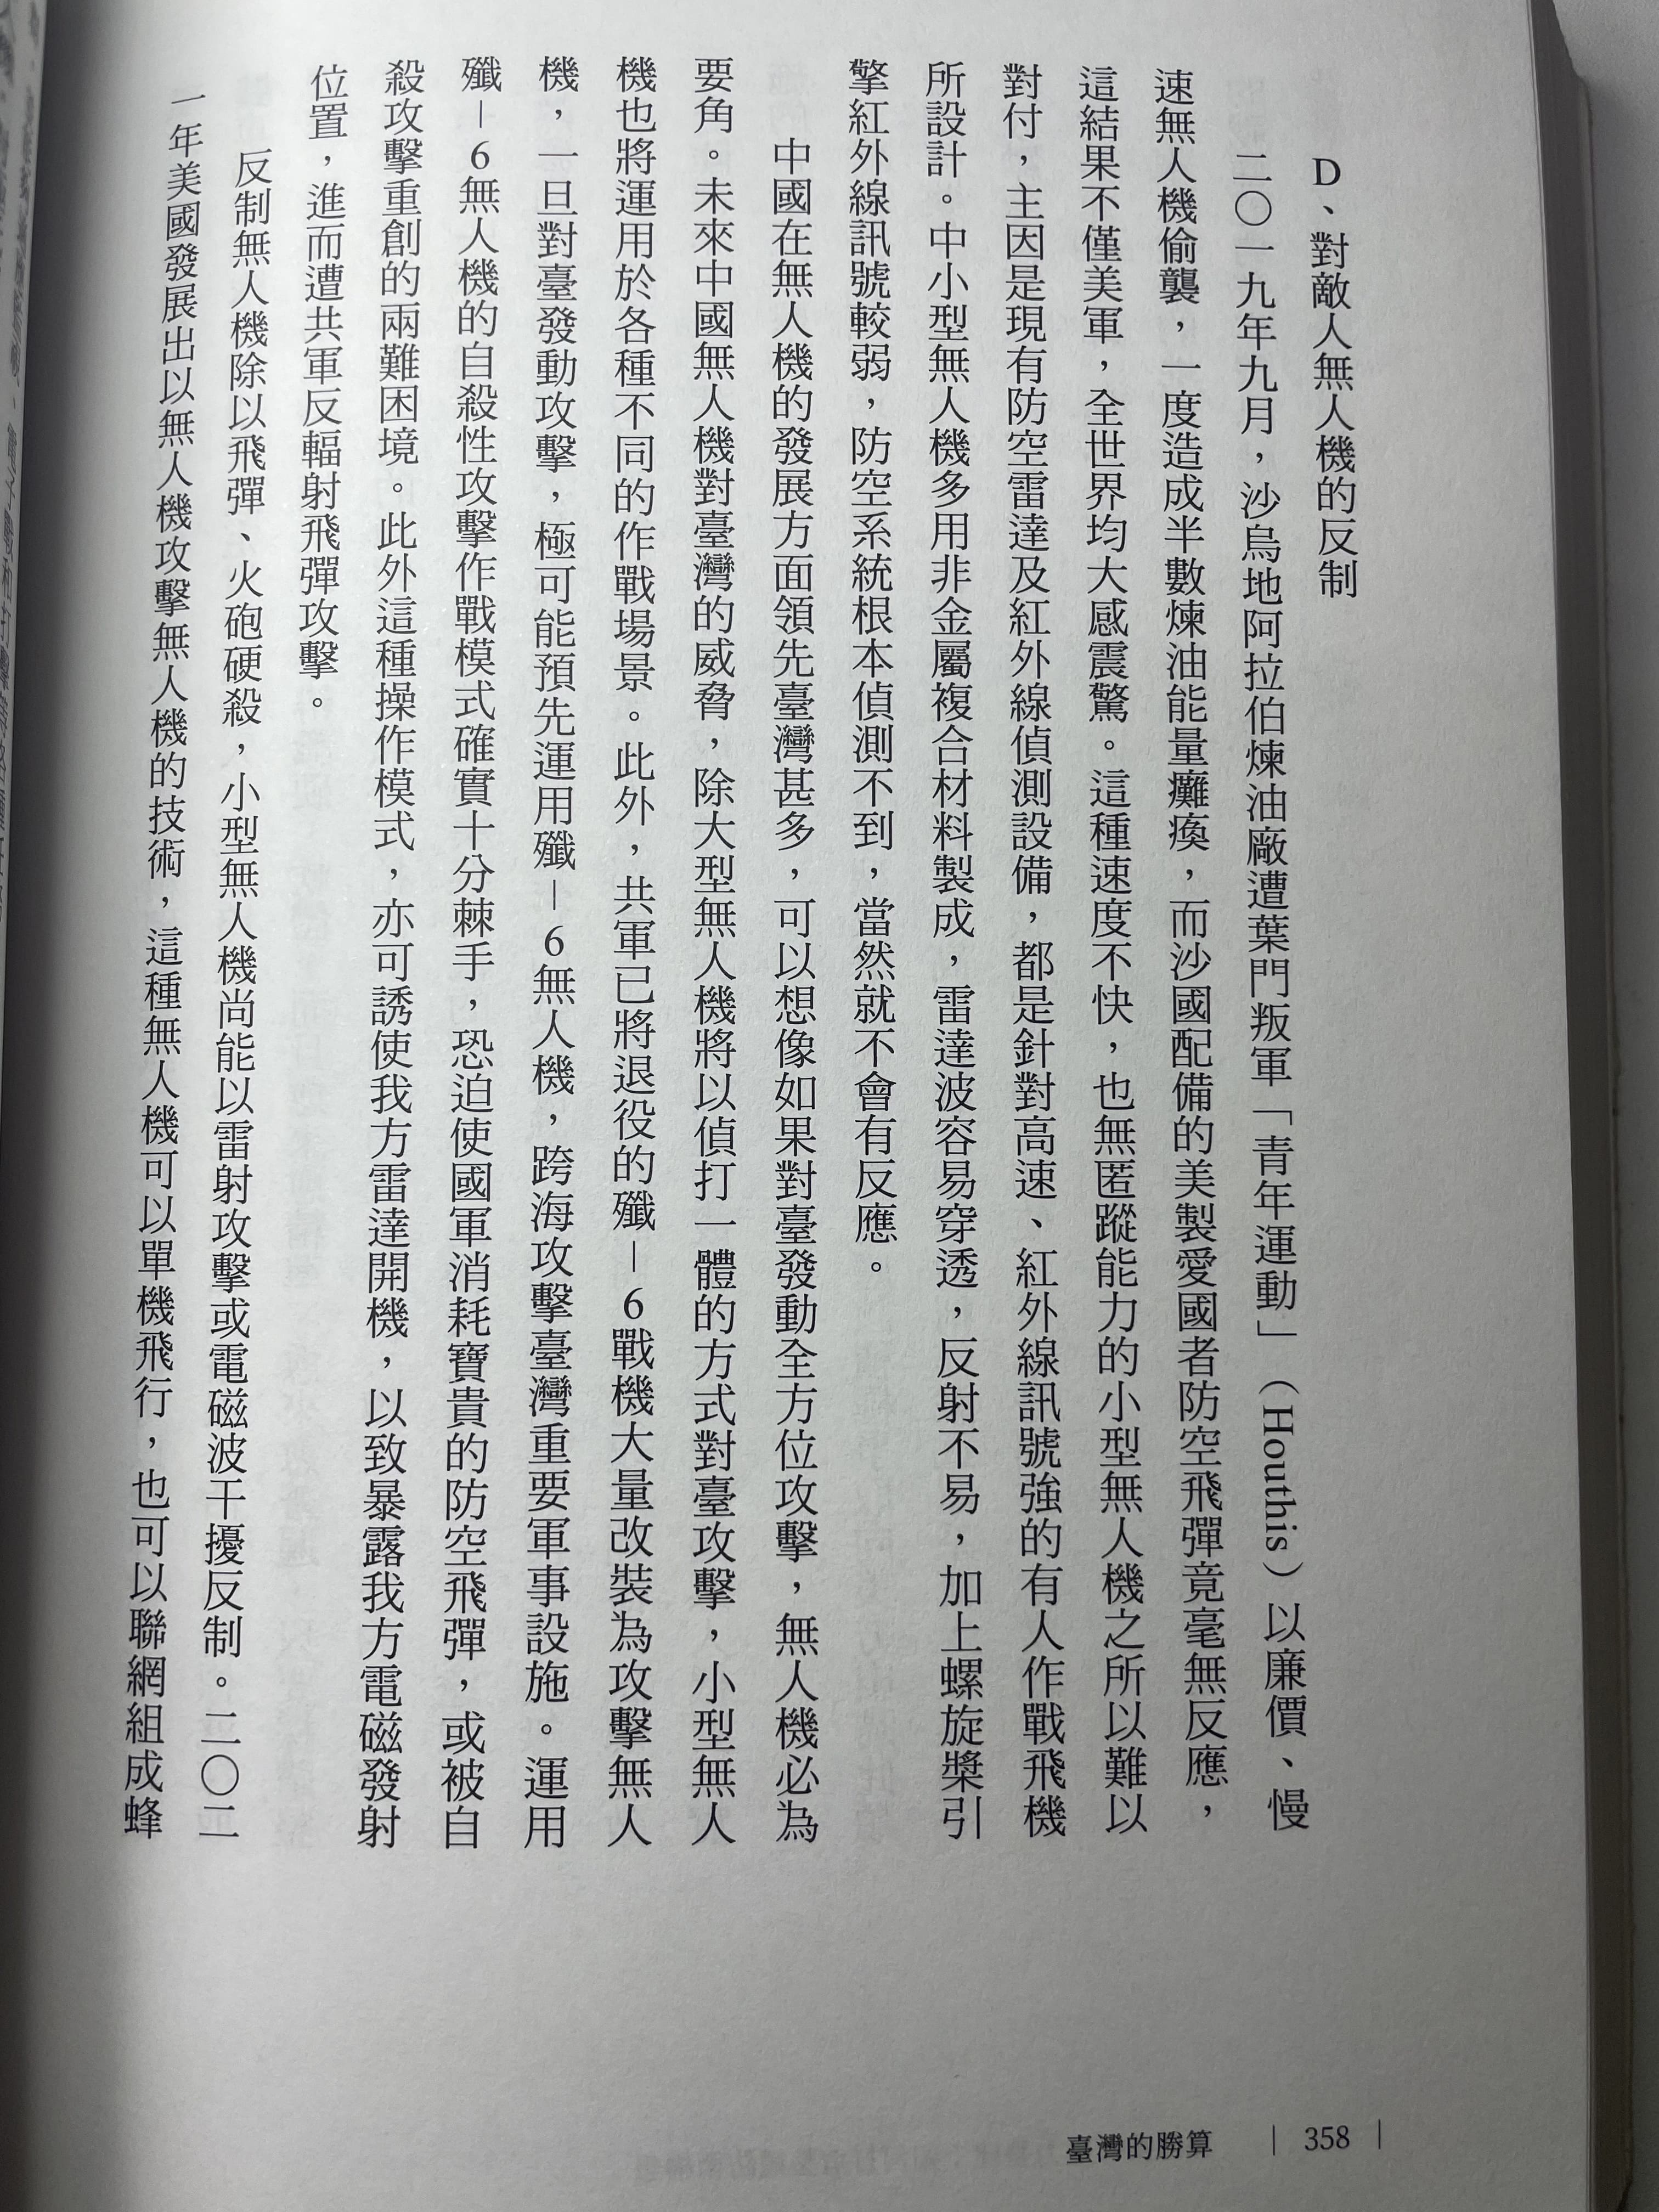 D、對敵人無人機的反制
二〇一九年九月，沙烏地阿拉伯煉油廠遭葉門叛軍「青年運動」（Houthis）以廉價、慢
速無人機偷襲，一度造成半數煉油能量癱瘓，而沙國配備的美製愛國者防空飛彈竟毫無反應，
這結果不僅美軍，全世界均大感震驚。這種速度不快，也無匿蹤能力的小型無人機之所以難以
對付，主因是現有防空雷達及紅外線偵測設備，都是針對高速、紅外線訊號強的有人作戰飛機
所設計。中小型無人機多用非金屬複合材料製成，雷達波容易穿透，反射不易，加上螺旋槳引
擎紅外線訊號較弱，防空系統根本偵測不到，當然就不會有反應。
中國在無人機的發展方面領先臺灣甚多，可以想像如果對臺發動全方位攻擊，無人機必為
要角。未來中國無人機對臺灣的威脅，除大型無人機將以偵打一體的方式對臺攻擊，小型無人
機也將運用於各種不同的作戰場景。此外，共軍已將退役的殲－6戰機大量改裝為攻擊無人
機，一旦對臺發動攻擊，極可能預先運用殲－6無人機，跨海攻擊臺灣重要軍事設施。運用
殲－6無人機的自殺性攻擊作戰模式確實十分棘手，恐迫使國軍消耗寶貴的防空飛彈，或被自
殺攻擊重創的兩難困境。此外這種操作模式，亦可誘使我方雷達開機，以致暴露我方電磁發射
位置，進而遭共軍反輻射飛彈攻擊。
反制無人機除以飛彈、火砲硬殺，小型無人機尚能以雷射攻擊或電磁波干擾反制。二〇二
一年美國發展出以無人機攻擊無人機的技術，這種無人機可以單機飛行，也可以聯網組成蜂
臺灣的勝算 | 358 |